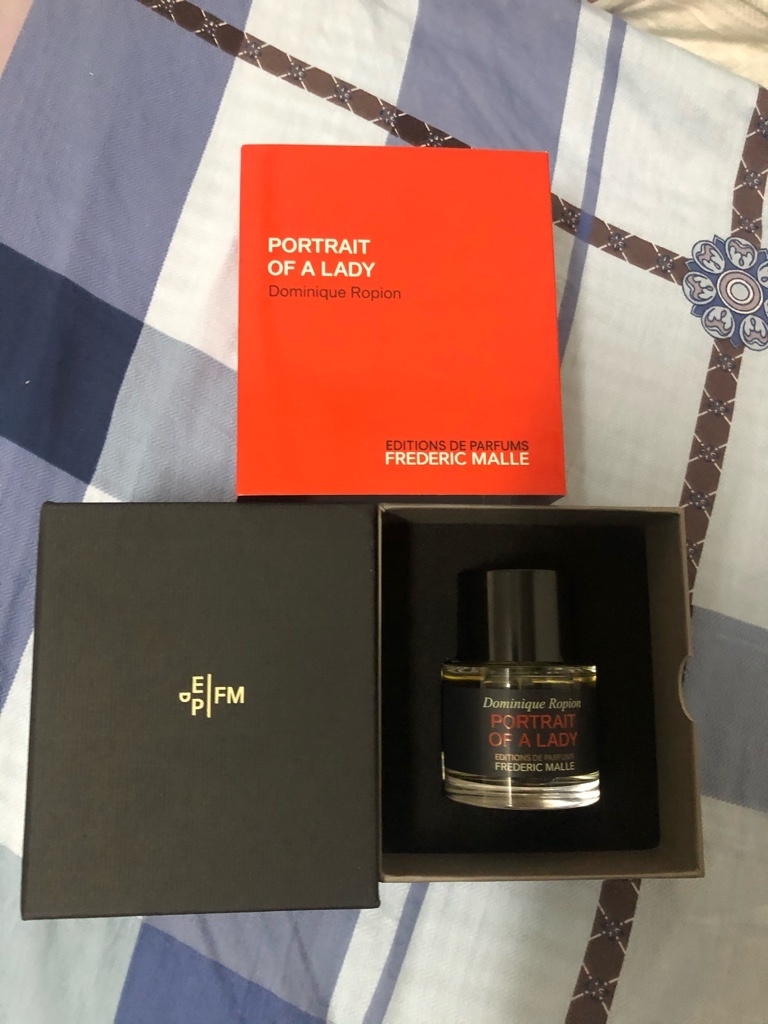 PORTRAIT
OF A LADY
Dominique Ropion
EDITIONS DE PARFUMS
FREDERIC MALLE
E
D
P
FM
Dominique Ropion
PORTRAIT
OF A LADY
EDITIONS DE PARFUMS
FREDERIC MALLE